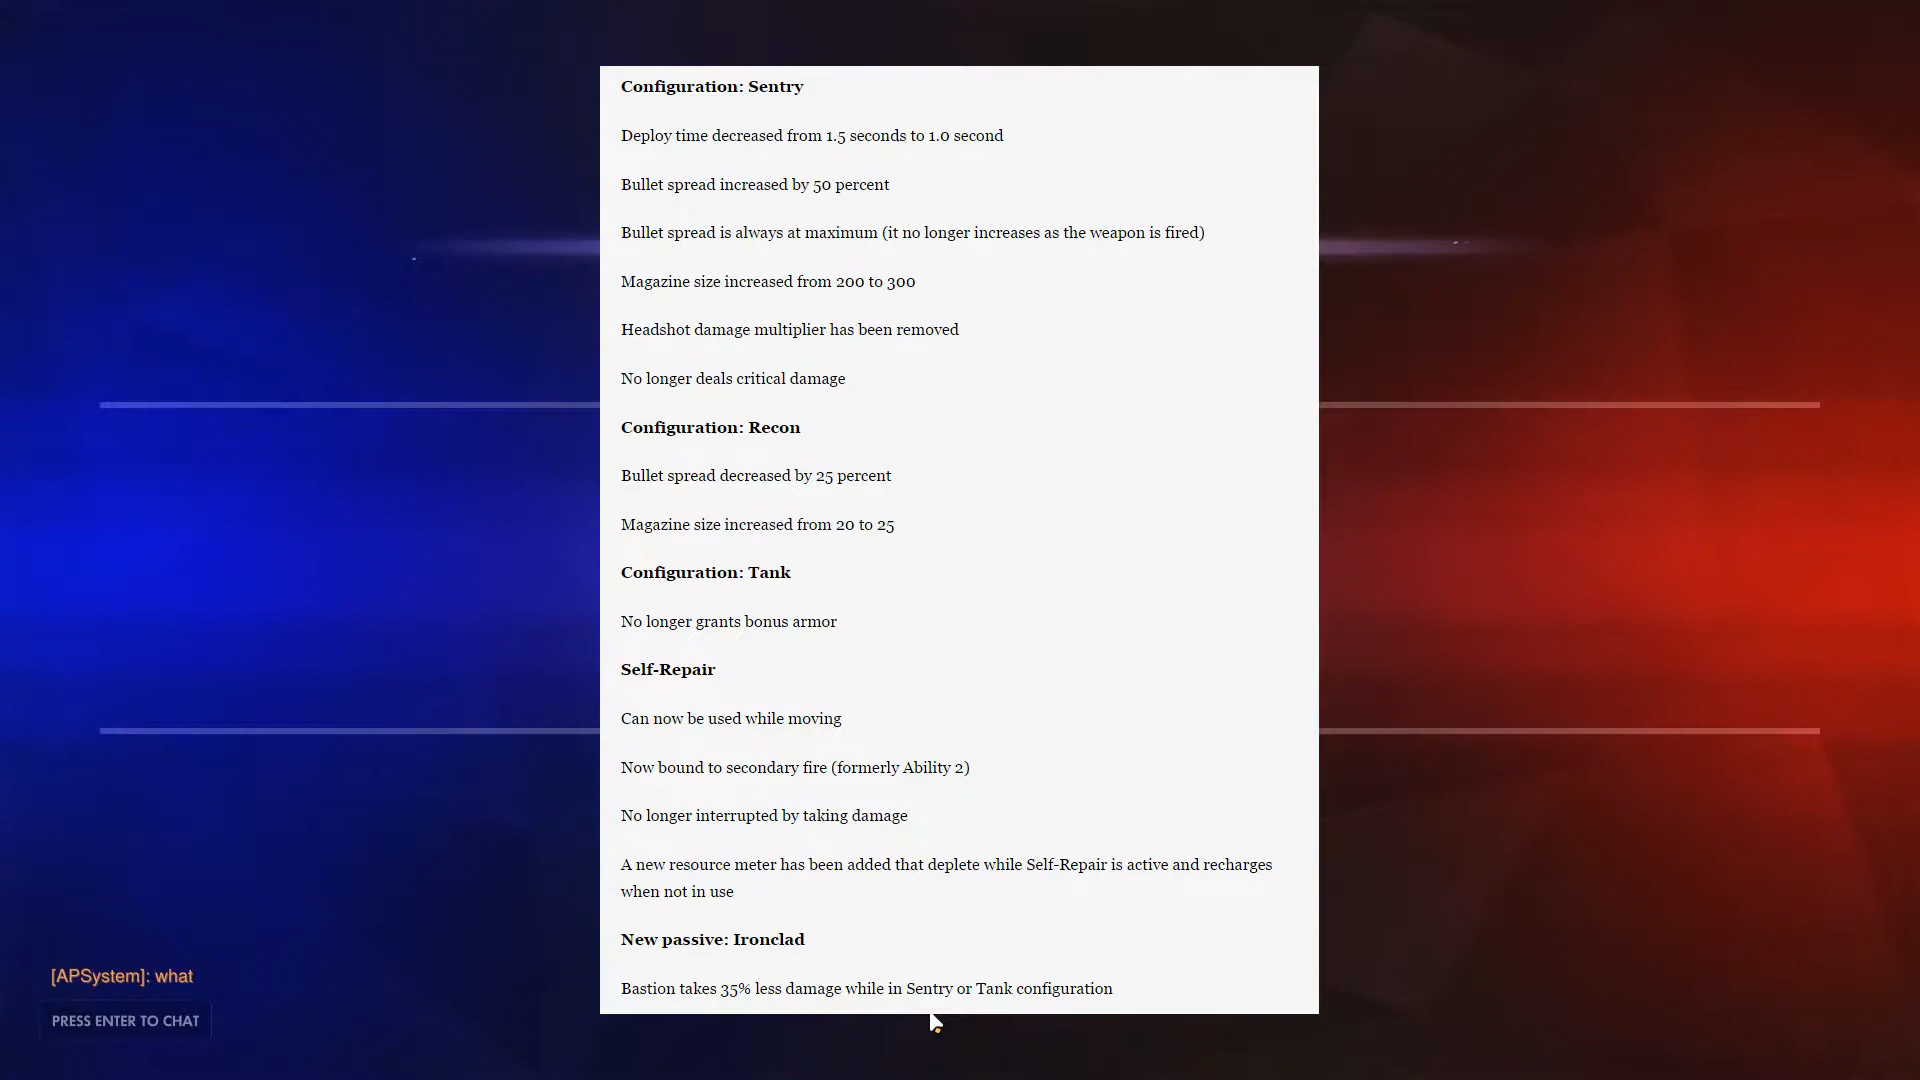 Configuration: Sentry
Deploy time decreased from 1.5 seconds to 1.0 second
Bullet spread increased by 50 percent
Bullet spread is always at maximum (it no longer increases as the weapon is fired)
Magazine size increased from 200 to 300
Headshot damage multiplier has been removed
No longer deals critical damage
Configuration: Recon
Bullet spread decreased by 25 percent
Magazine size increased from 20 to 25
Configuration: Tank
No longer grants bonus armor
Self-Repair
Can now be used while moving
Now bound to secondary fire (formerly Ability 2)
No longer interrupted by taking damage
A new resource meter has been added that deplete while Self-Repair is active and recharges
when not in use
New passive: Ironclad
Bastion takes 35% less damage while in Sentry or Tank configuration
[APSystem]: what
PRESS ENTER TO CHAT